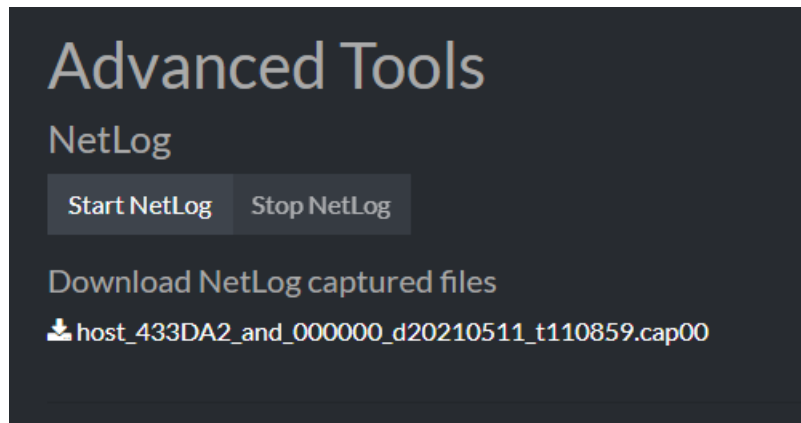 Advanced Tools
NetLog
Start NetLog Stop NetLog
Download NetLog captured files
host_433DA2_and_000000_d20210511_t110859.cap00